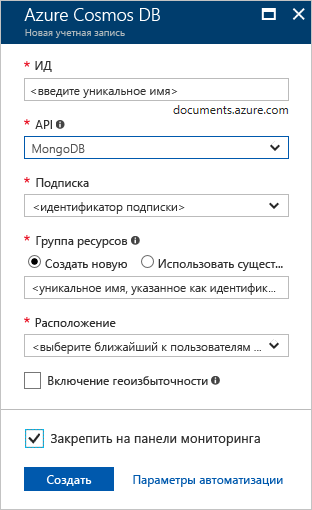 Azure Cosmos DB
Новая учетная запись
* ИД
<введите уникальное имя>
documents.azure.com
* API
MongoDB
* Подписка
<идентификатор подписки>
* Группа ресурсов
Создать новую Использовать сущест...
<уникальное имя, указанное как идентифик...
* Расположение
<выберите ближайший к пользователям ...
Включение геоизбыточности
Закрепить на панели мониторинга
Создать Параметры автоматизации